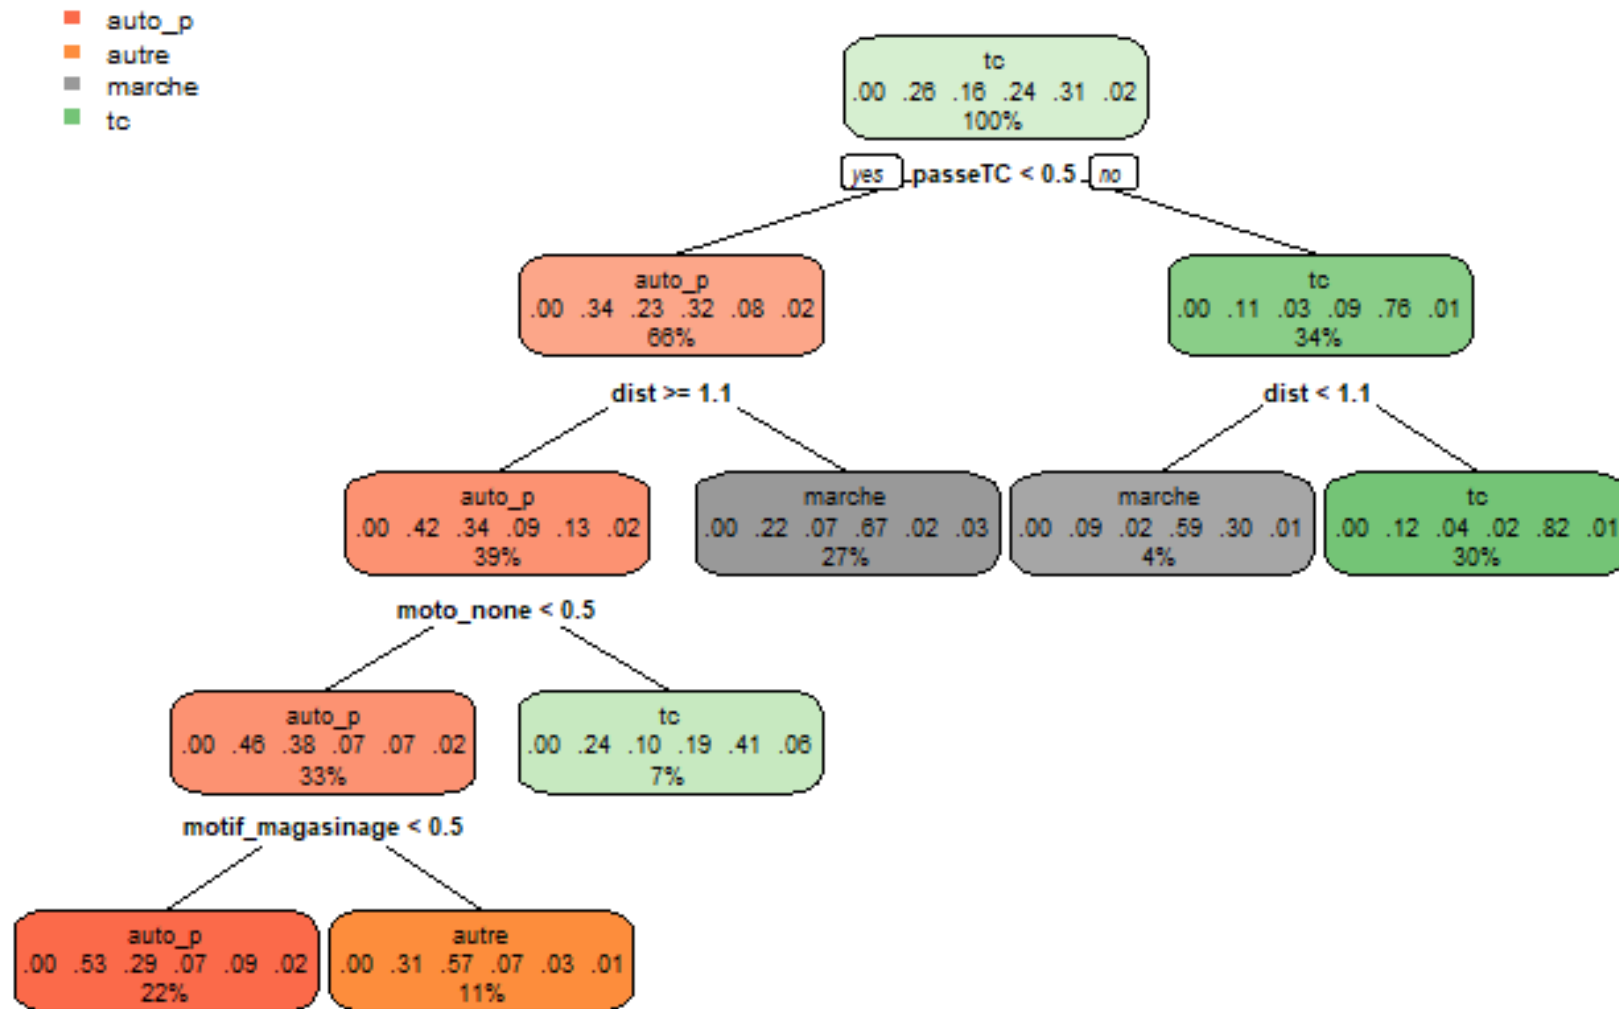 auto_p
autre
marche
tc
tc
.00 .26 .16 .24 .31 .02
100%
yes passeTC < 0.5 no
auto_p
.00 .34 .23 .32 .08 .02
66%
tc
.00 .11 .03 .09 .76 .01
34%
dist >= 1.1
dist < 1.1
auto_p
.00 .42 .34 .09 .13 .02
39%
marche
.00 .22 .07 .67 .02 .03
27%
marche
.00 .09 .02 .59 .30 .01
4%
tc
.00 .12 .04 .02 .82 .01
30%
moto_none < 0.5
auto_p
.00 .46 .38 .07 .07 .02
33%
tc
.00 .24 .10 .19 .41 .06
7%
motif_magasinage < 0.5
auto_p
.00 .53 .29 .07 .09 .02
22%
autre
.00 .31 .57 .07 .03 .01
11%